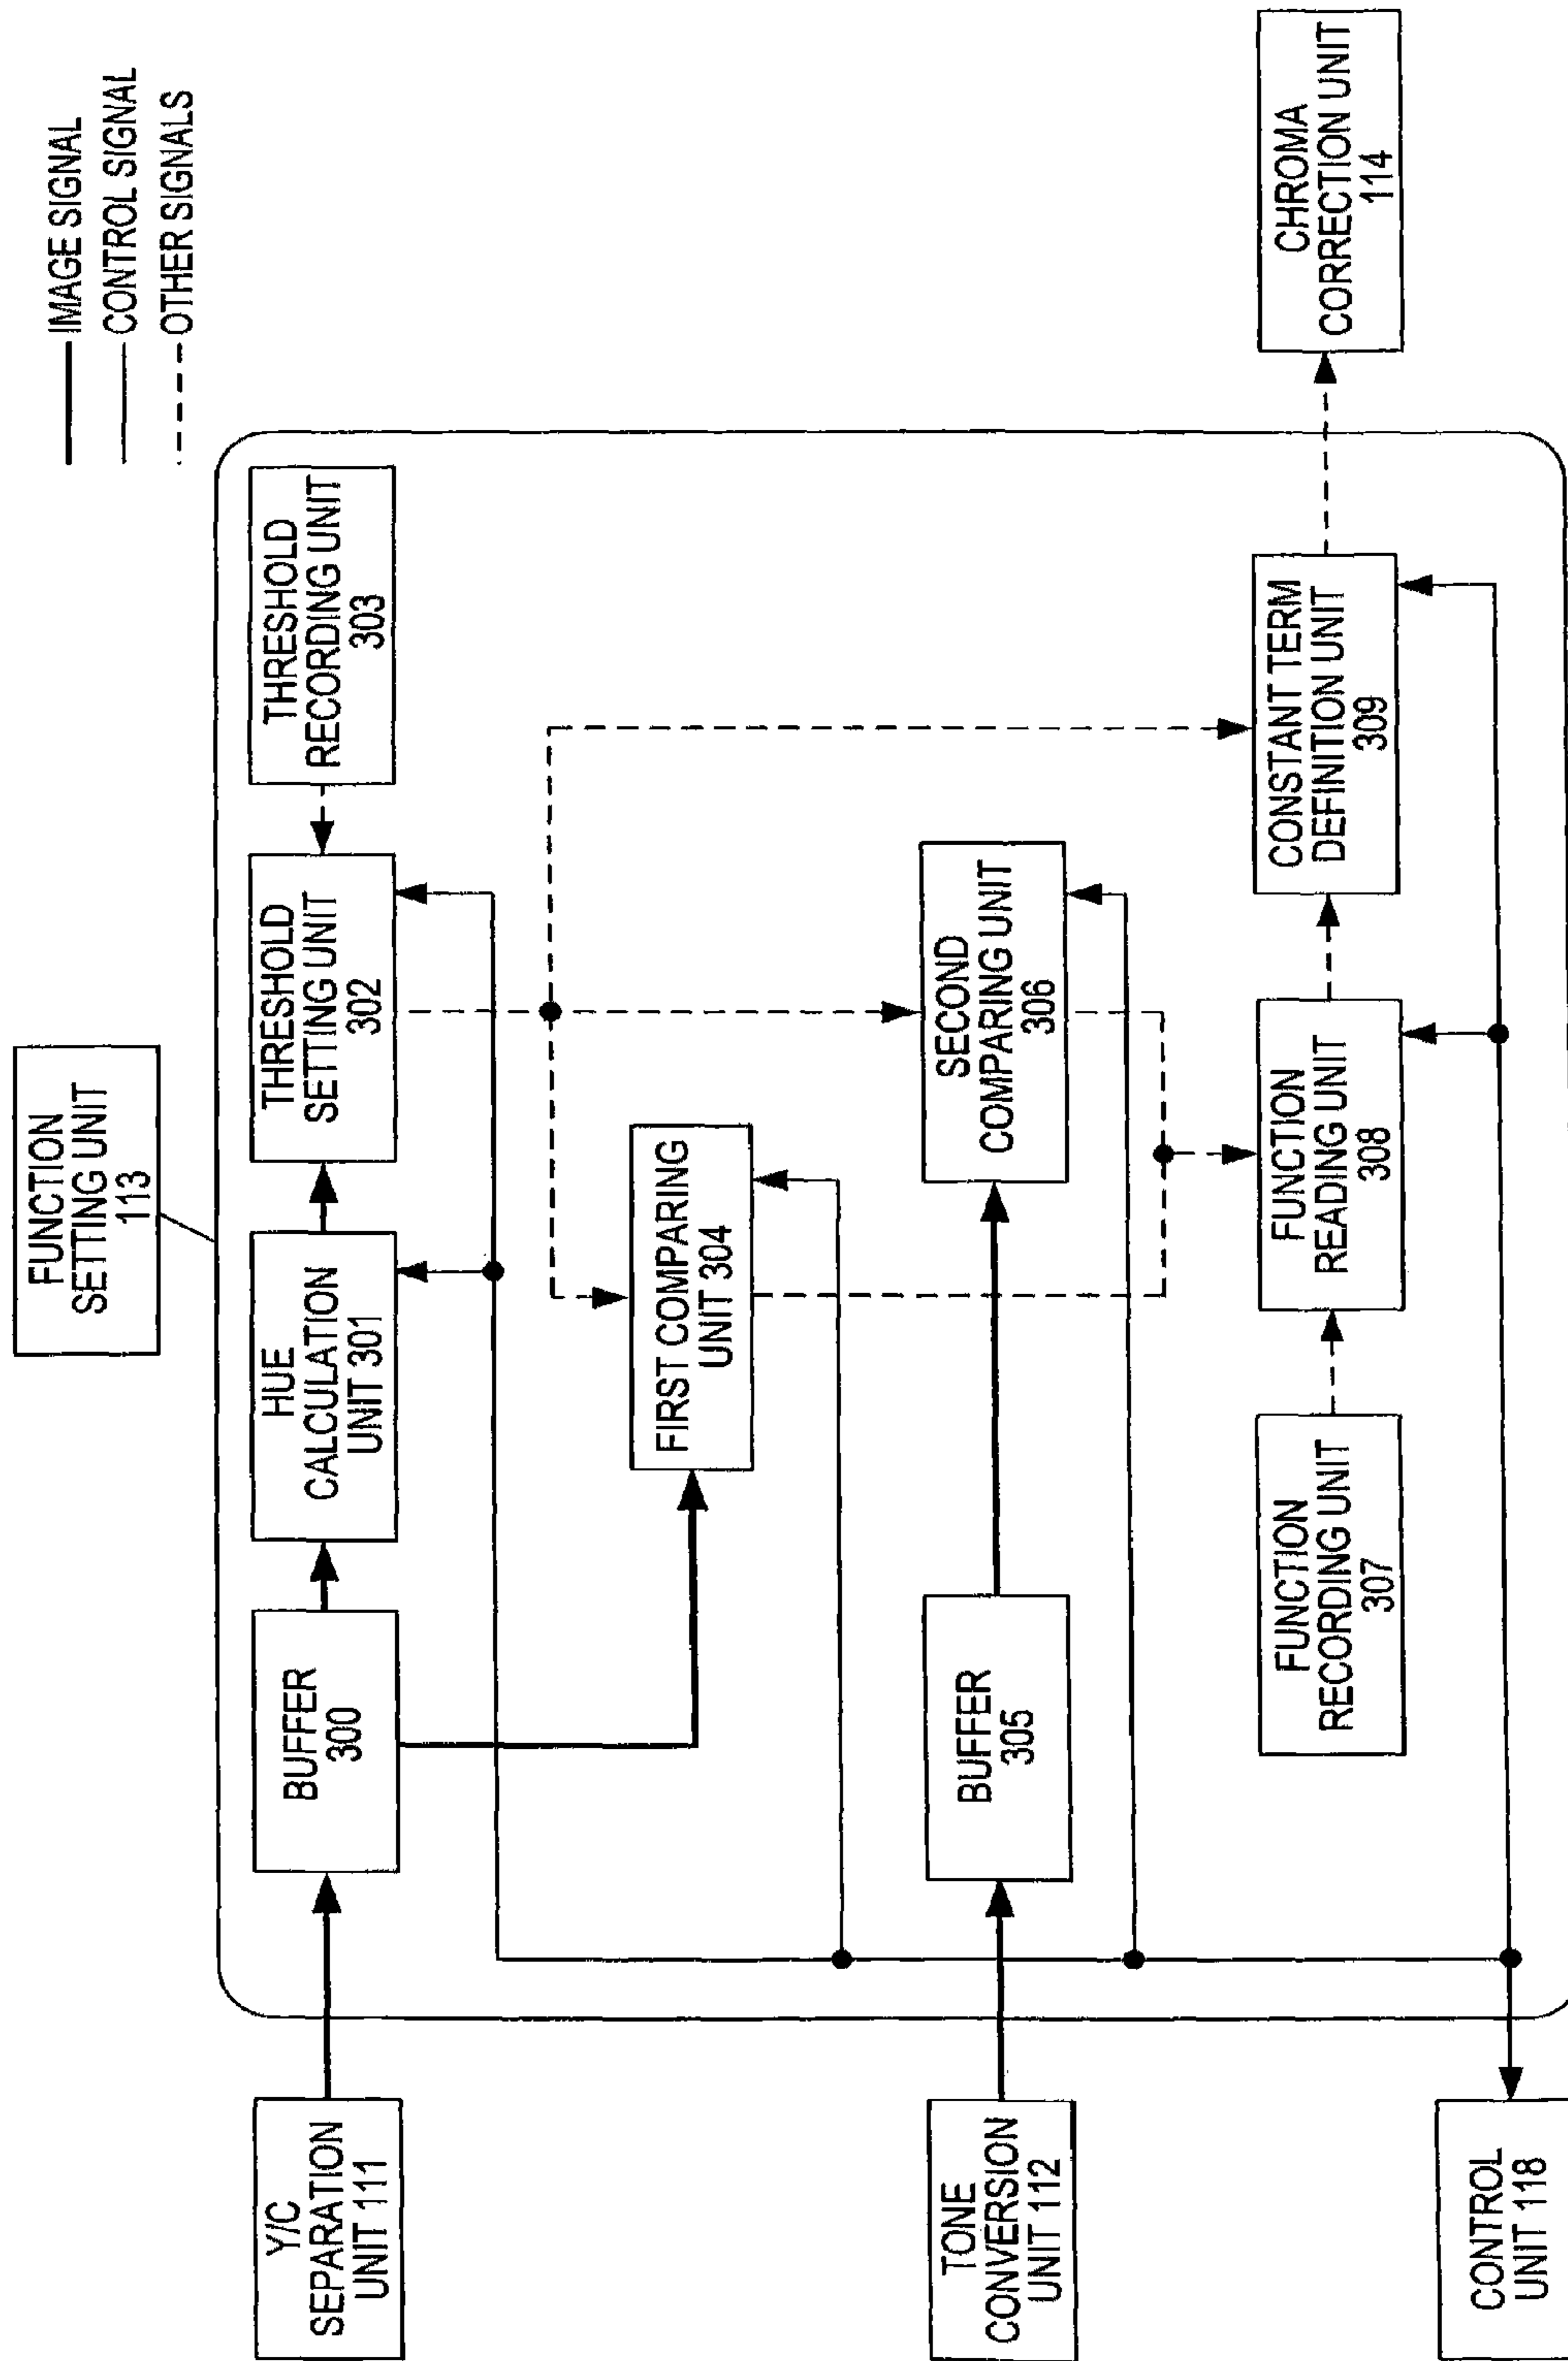 IMAGE SIGNAL
CONTROL SIGNAL
OTHER SIGNALS
FUNCTION
SETTING UNIT
113
Y/C
SEPARATION
UNIT 111
BUFFER
300
HUE
CALCULATION
UNIT 301
THRESHOLD
SETTING UNIT
302
THRESHOLD
RECORDING UNIT
303
FIRST COMPARING
UNIT 304
TONE
CONVERSION
UNIT 112
BUFFER
305
SECOND
COMPARING UNIT
306
FUNCTION
RECORDING UNIT
307
FUNCTION
READING UNIT
308
CONSTANT TERM
DEFINITION UNIT
309
CHROMA
CORRECTION UNIT
114
CONTROL
UNIT 118